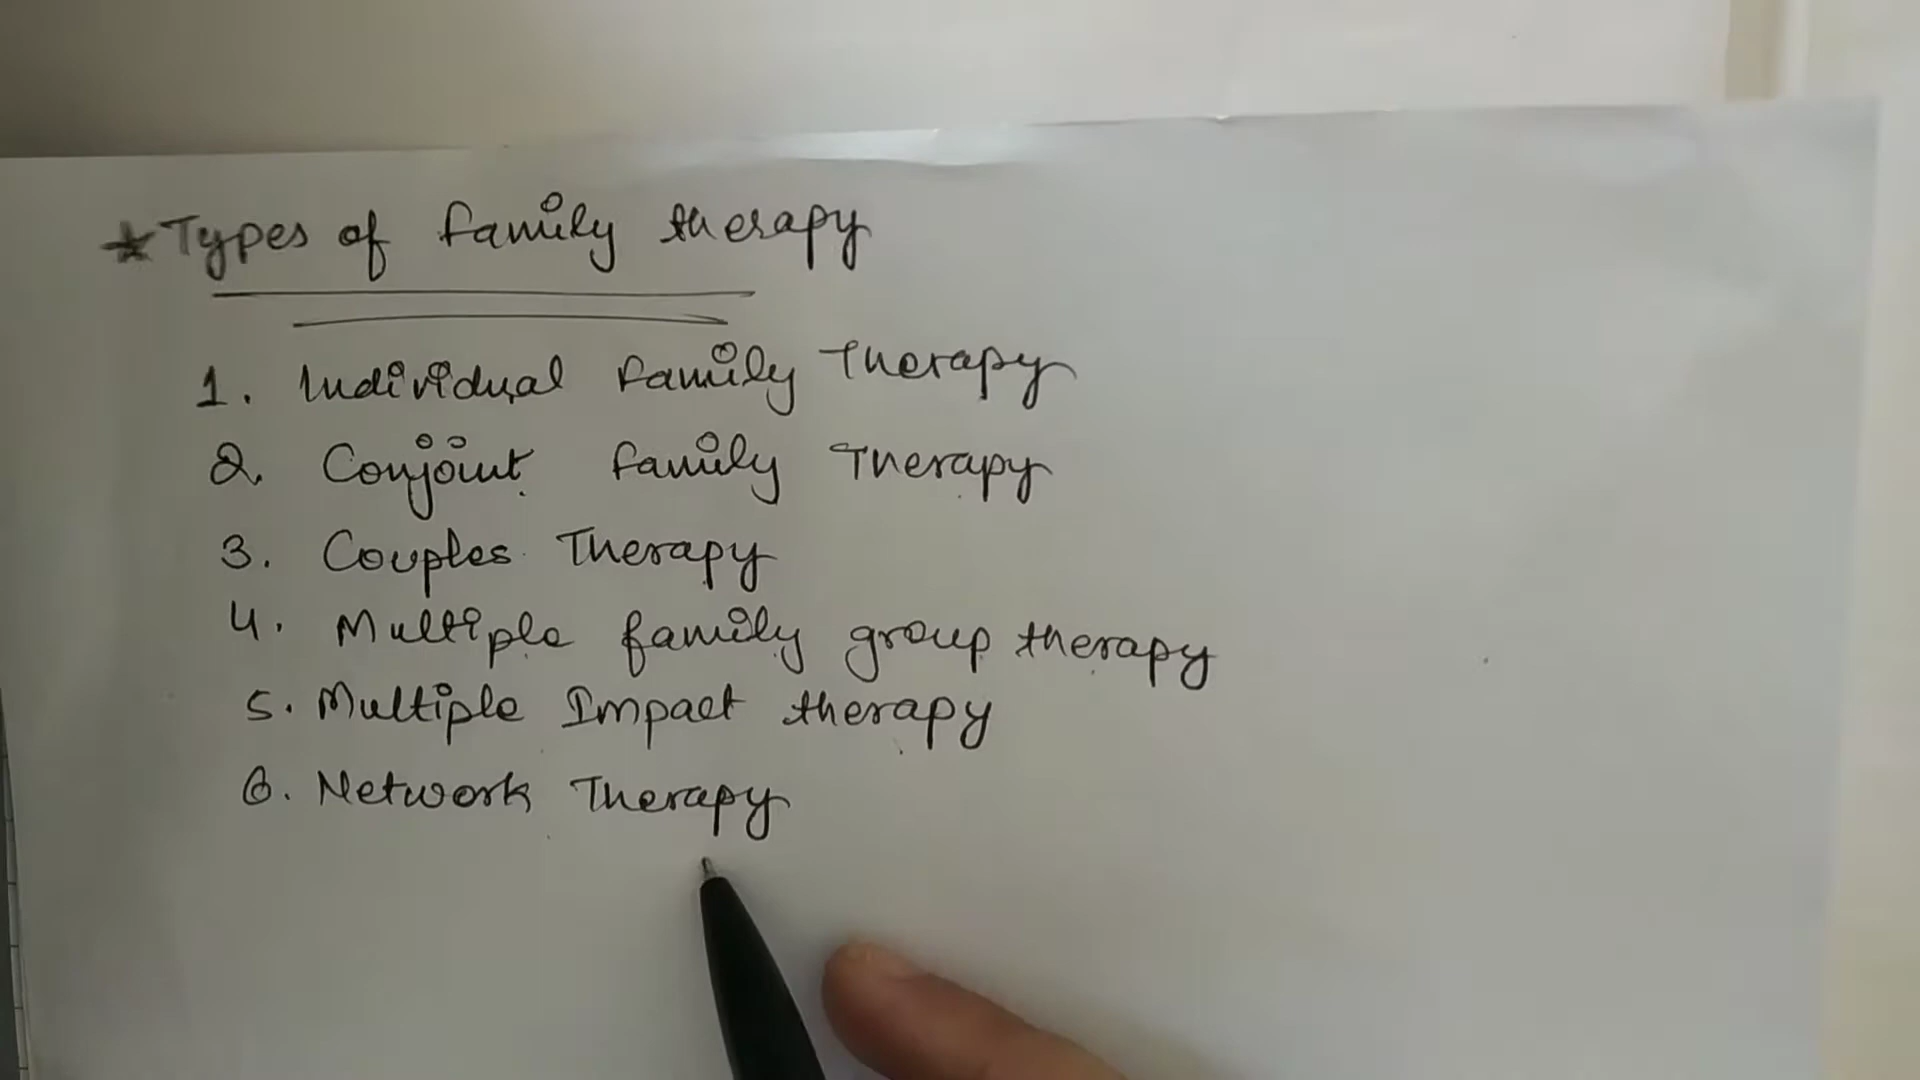 *Types of family therapy
1. Individual family Therapy
2. Conjoint family Therapy
3. Couples Therapy
4. Multiple family group therapy
5. Multiple Impact therapy
6. Network Therapy